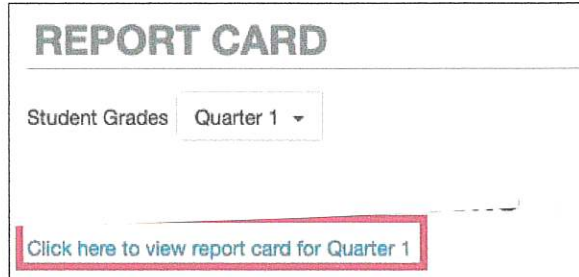 REPORT CARD
Student Grades Quarter 1
Click here to view report card for Quarter 1